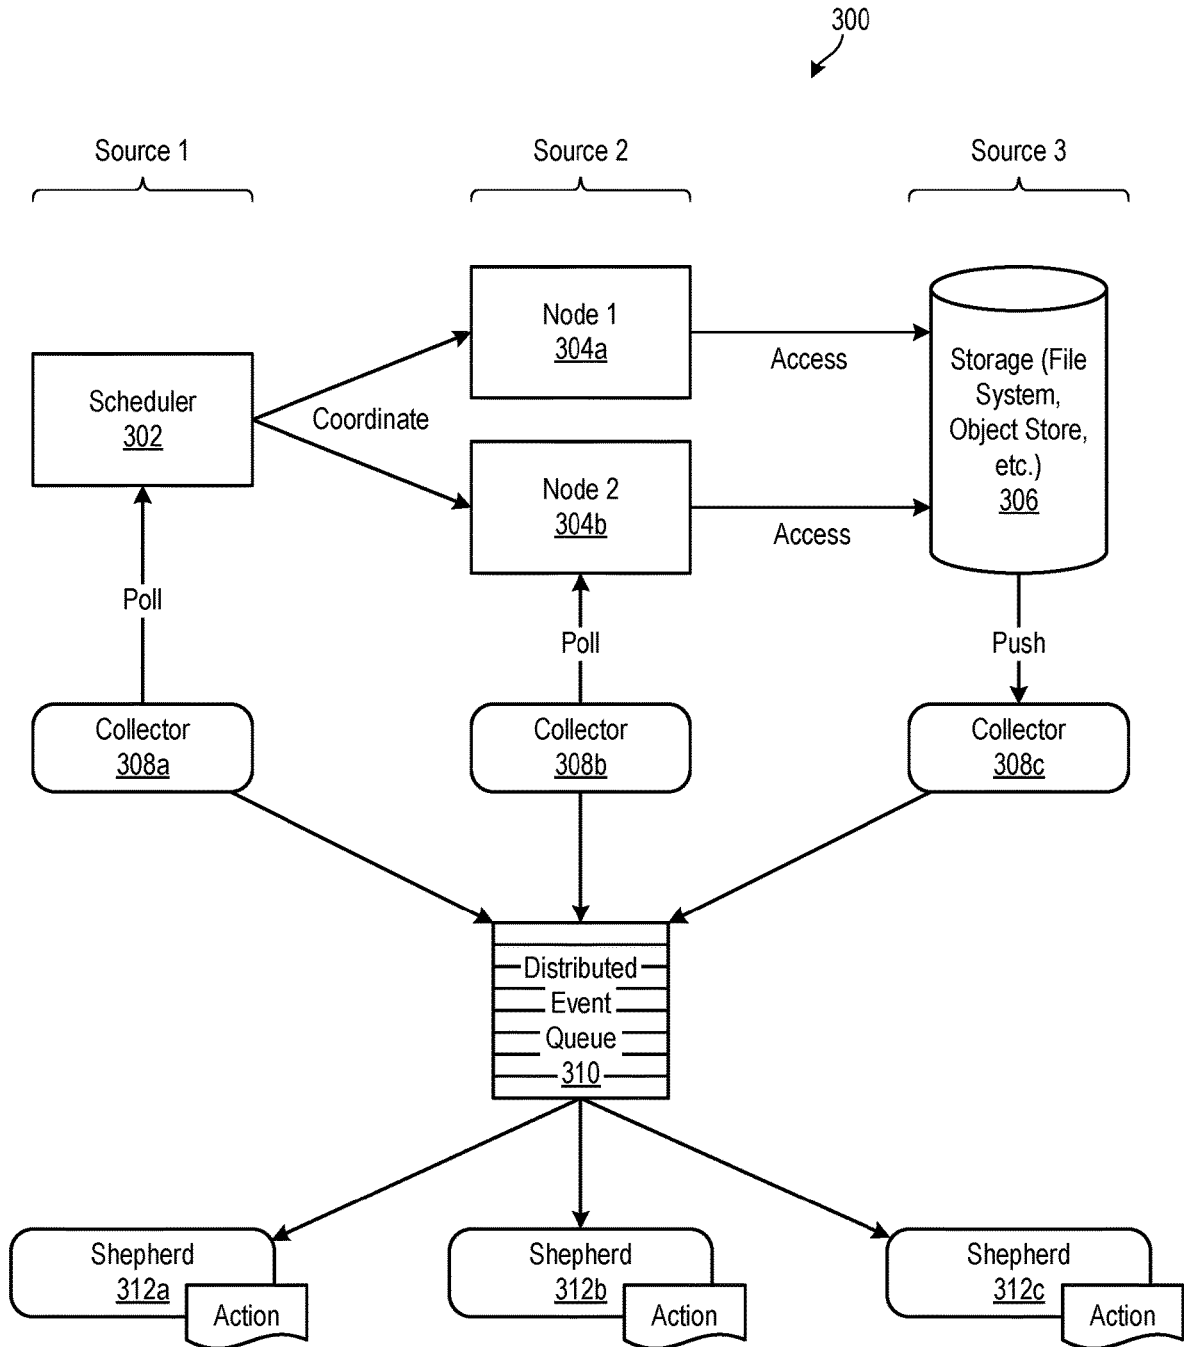 300
Source 1
Source 2
Source 3
Node 1
304a
Access
Storage (File
System,
Object Store,
etc.)
306
Scheduler
302
Coordinate
Node 2
304b
Access
Poll
Poll
Push
Collector
308a
Collector
308b
Collector
308c
Distributed
Event
Queue
310
Shepherd
312a
Action
Shepherd
312b
Action
Shepherd
312c
Action